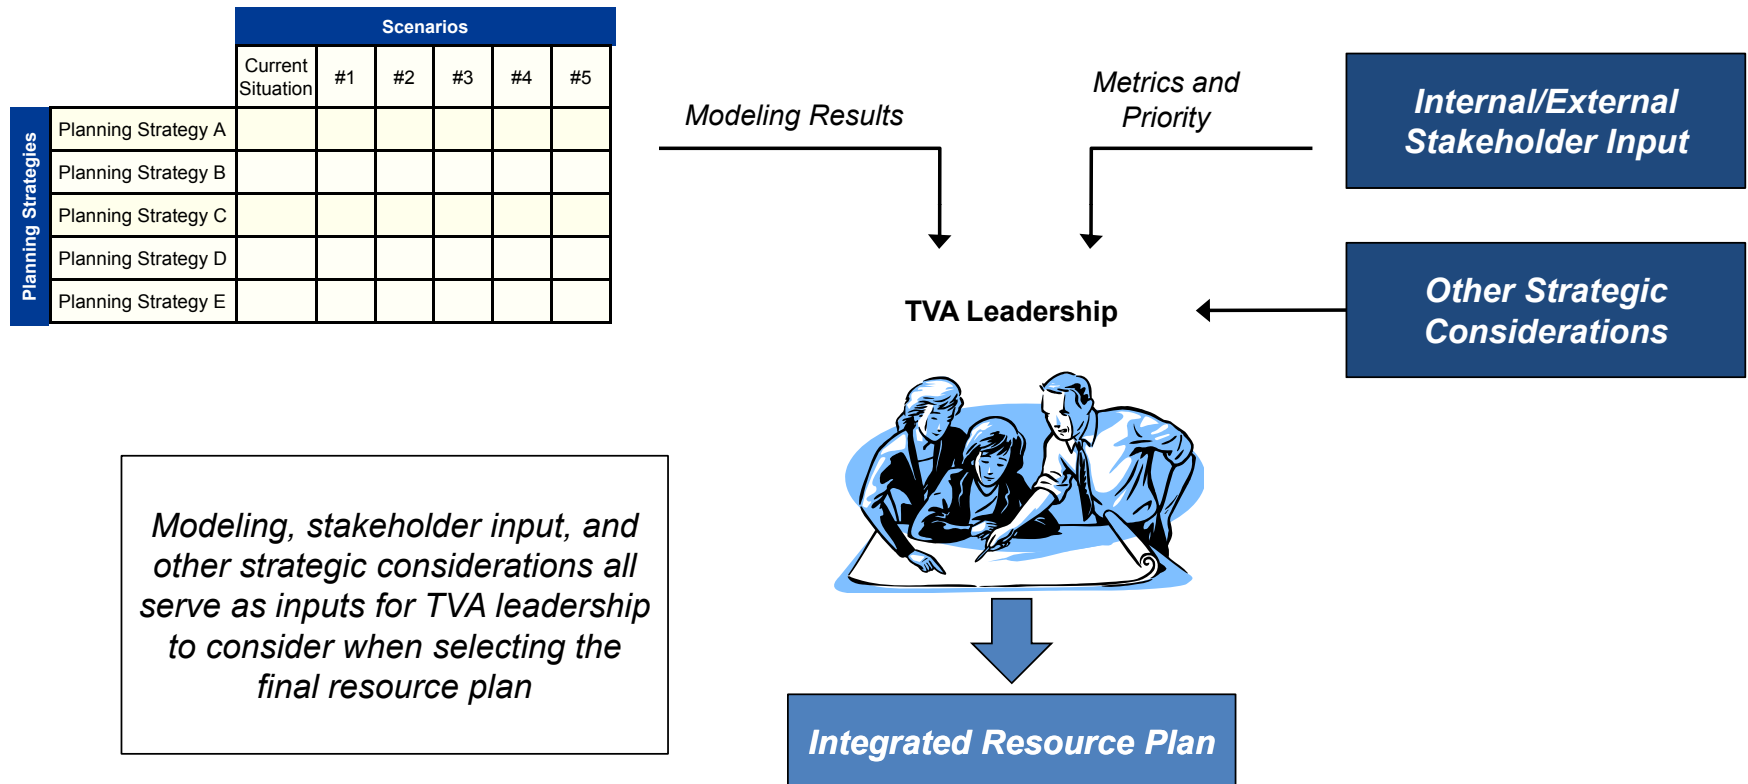 Scenarios
Current
Situation
#1
#2
#3
#4
#5
Planning Strategies
Planning Strategy A
Planning Strategy B
Planning Strategy C
Planning Strategy D
Planning Strategy E
Modeling Results
Metrics and
Priority
Internal/External
Stakeholder Input
Other Strategic
Considerations
TVA Leadership
Modeling, stakeholder input, and
other strategic considerations all
serve as inputs for TVA leadership
to consider when selecting the
final resource plan
Integrated Resource Plan